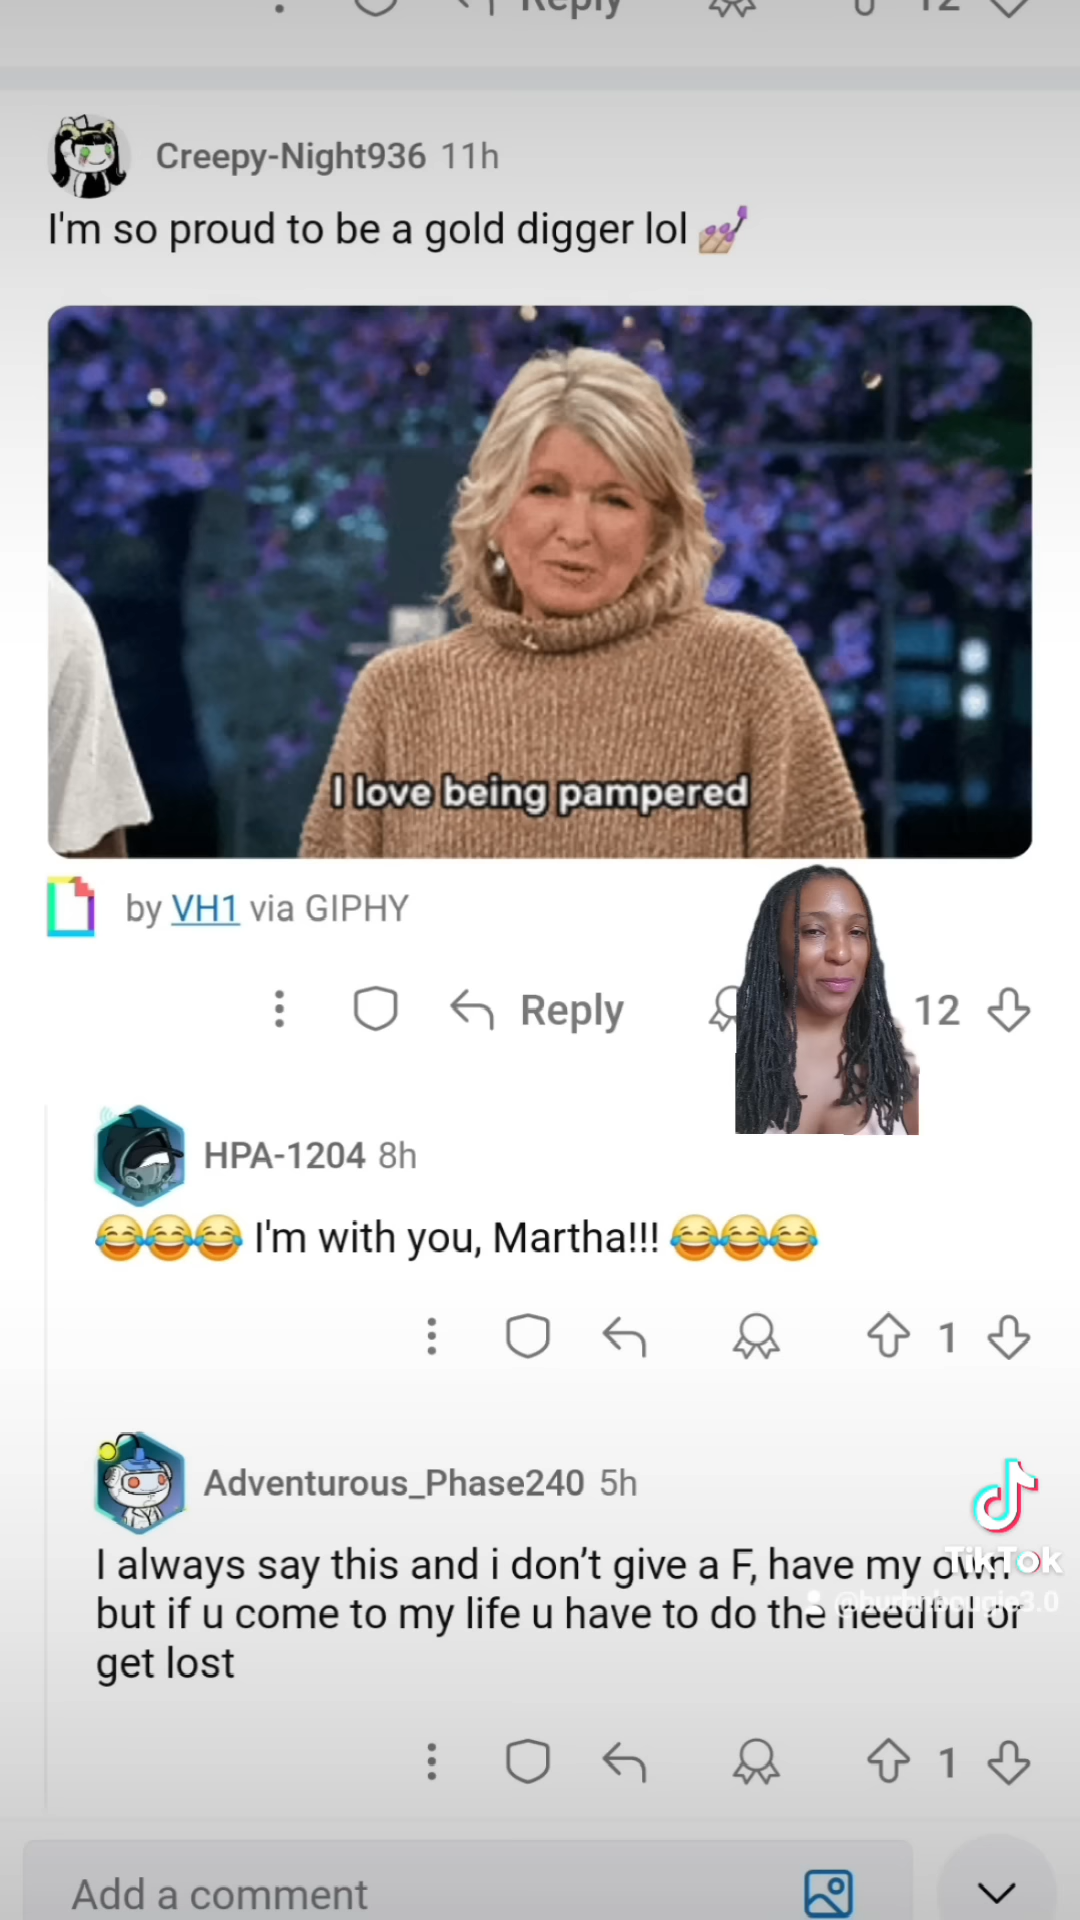 Reply
12
Creepy-Night936 11h
I'm so proud to be a gold digger lol 💅
I love being pampered
by VH1 via GIPHY
Reply
12
HPA-1204 8h
😂😂😂 I'm with you, Martha!!! 😂😂😂
1
Adventurous_Phase240 5h
TikTok
I always say this and i don’t give a F, have my own
but if u come to my life u have to do the needful or
get lost
1
Add a comment